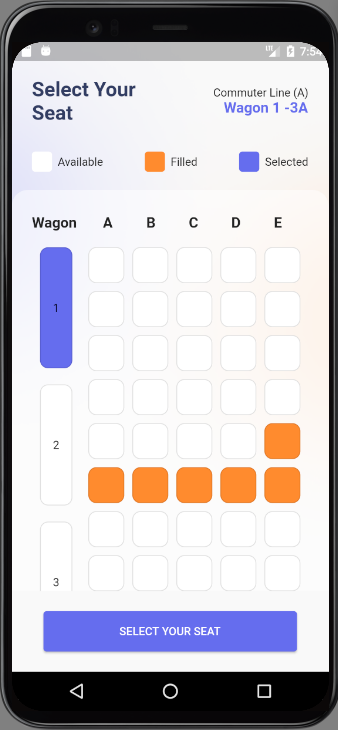 7:54
Select Your
Seat
Commuter Line (A)
Wagon 1 -3A
Available
Filled
Selected
Wagon A B C D E
1
2
3
SELECT YOUR SEAT